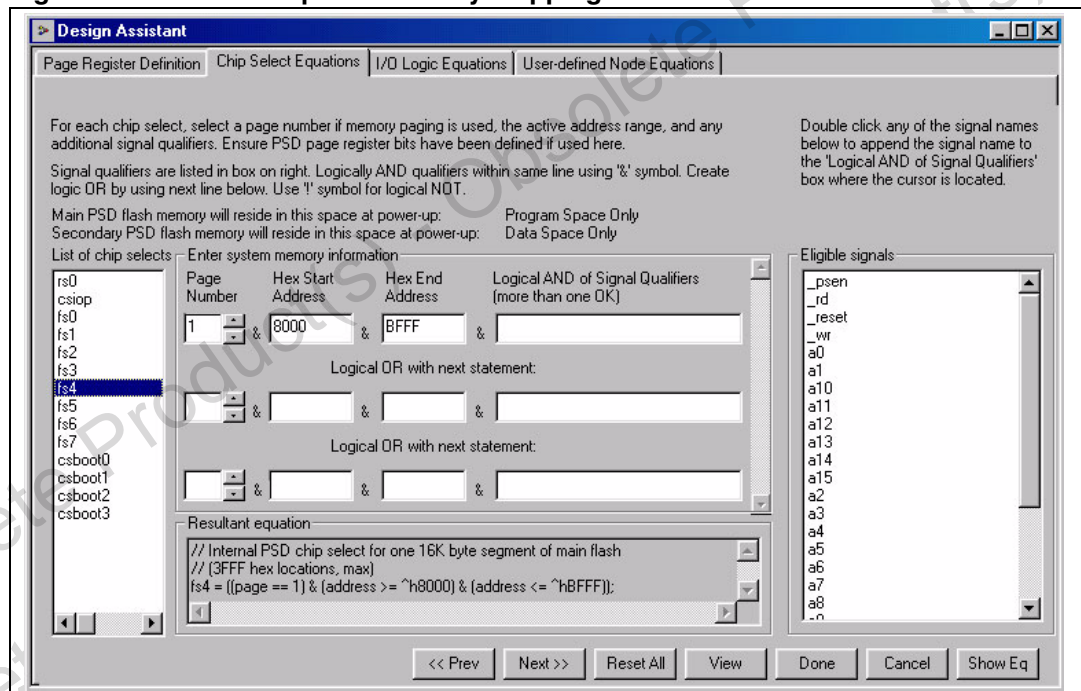 Design Assistant
Page Register Definition Chip Select Equations I/O Logic Equations User-defined Node Equations
For each chip select, select a page number if memory paging is used, the active address range, and any
additional signal qualifiers. Ensure PSD page register bits have been defined if used here.
Signal qualifiers are listed in box on right. Logically AND qualifiers within same line using '&' symbol. Create
logic OR by using next line below. Use '!' symbol for logical NOT.
Main PSD flash memory will reside in this space at power-up: Program Space Only
Secondary PSD flash memory will reside in this space at power-up: Data Space Only
Double click any of the signal names
below to append the signal name to
the 'Logical AND of Signal Qualifiers'
box where the cursor is located.
List of chip selects
rs0
csiop
fs0
fs1
fs2
fs3
fs4
fs5
fs6
fs7
csboot0
csboot1
csboot2
csboot3
Enter system memory information
Page Number Hex Start Address Hex End Address Logical AND of Signal Qualifiers (more than one OK)
1 & 8000 & BFFF &
Logical OR with next statement:
& & &
Logical OR with next statement:
& & &
Resultant equation
// Internal PSD chip select for one 16K byte segment of main flash
// (3FFF hex locations, max)
fs4 = ((page == 1) & (address >= ^h8000) & (address <= ^hBFFF));
Eligible signals
_psen
_rd
_reset
_wr
a0
a1
a10
a11
a12
a13
a14
a15
a2
a3
a4
a5
a6
a7
a8
<< Prev Next >> Reset All View Done Cancel Show Eq
Product(s) - Obsolete